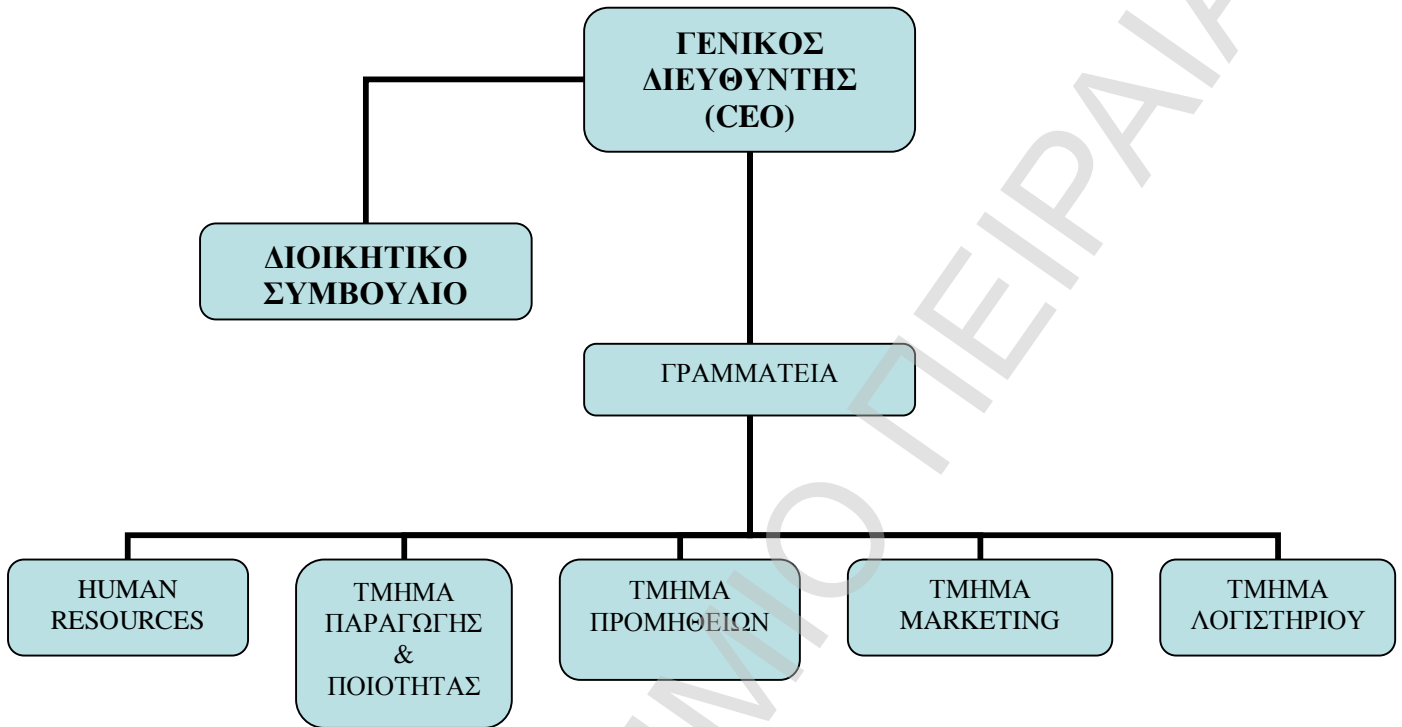 ΓΕΝΙΚΟΣ
ΔΙΕΥΘΥΝΤΗΣ
(CEO)
ΔΙΟΙΚΗΤΙΚΟ
ΣΥΜΒΟΥΛΙΟ
ΓΡΑΜΜΑΤΕΙΑ
HUMAN
RESOURCES
ΤΜΗΜΑ
ΠΑΡΑΓΩΓΗΣ
&
ΠΟΙΟΤΗΤΑΣ
ΤΜΗΜΑ
ΠΡΟΜΗΘΕΙΩΝ
ΤΜΗΜΑ
MARKETING
ΤΜΗΜΑ
ΛΟΓΙΣΤΗΡΙΟΥ